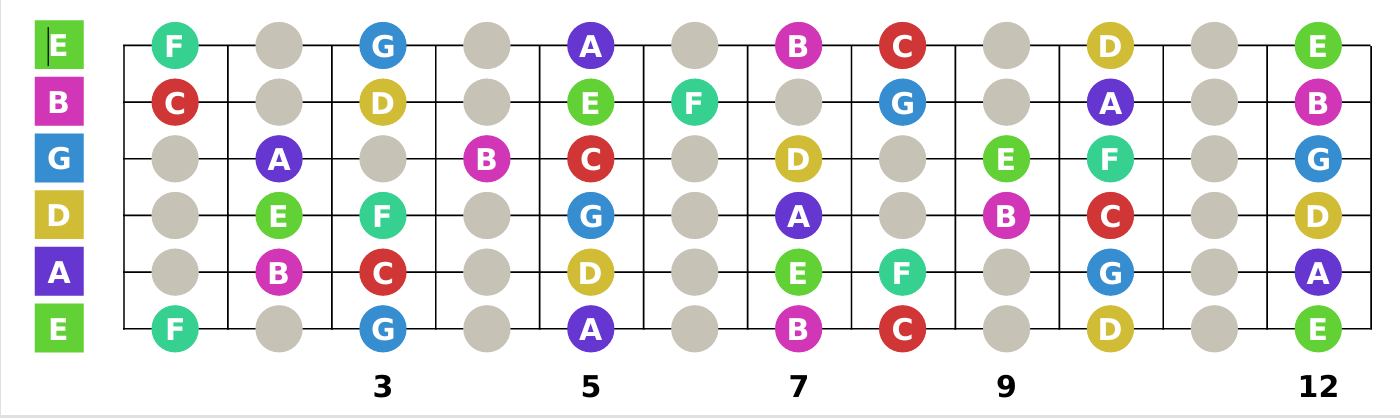 E F G A B C D E
B C D E F G A B
G A B C D E F G
D E F G A B C D
A B C D E F G A
E F G A B C D E
3 5 7 9 12